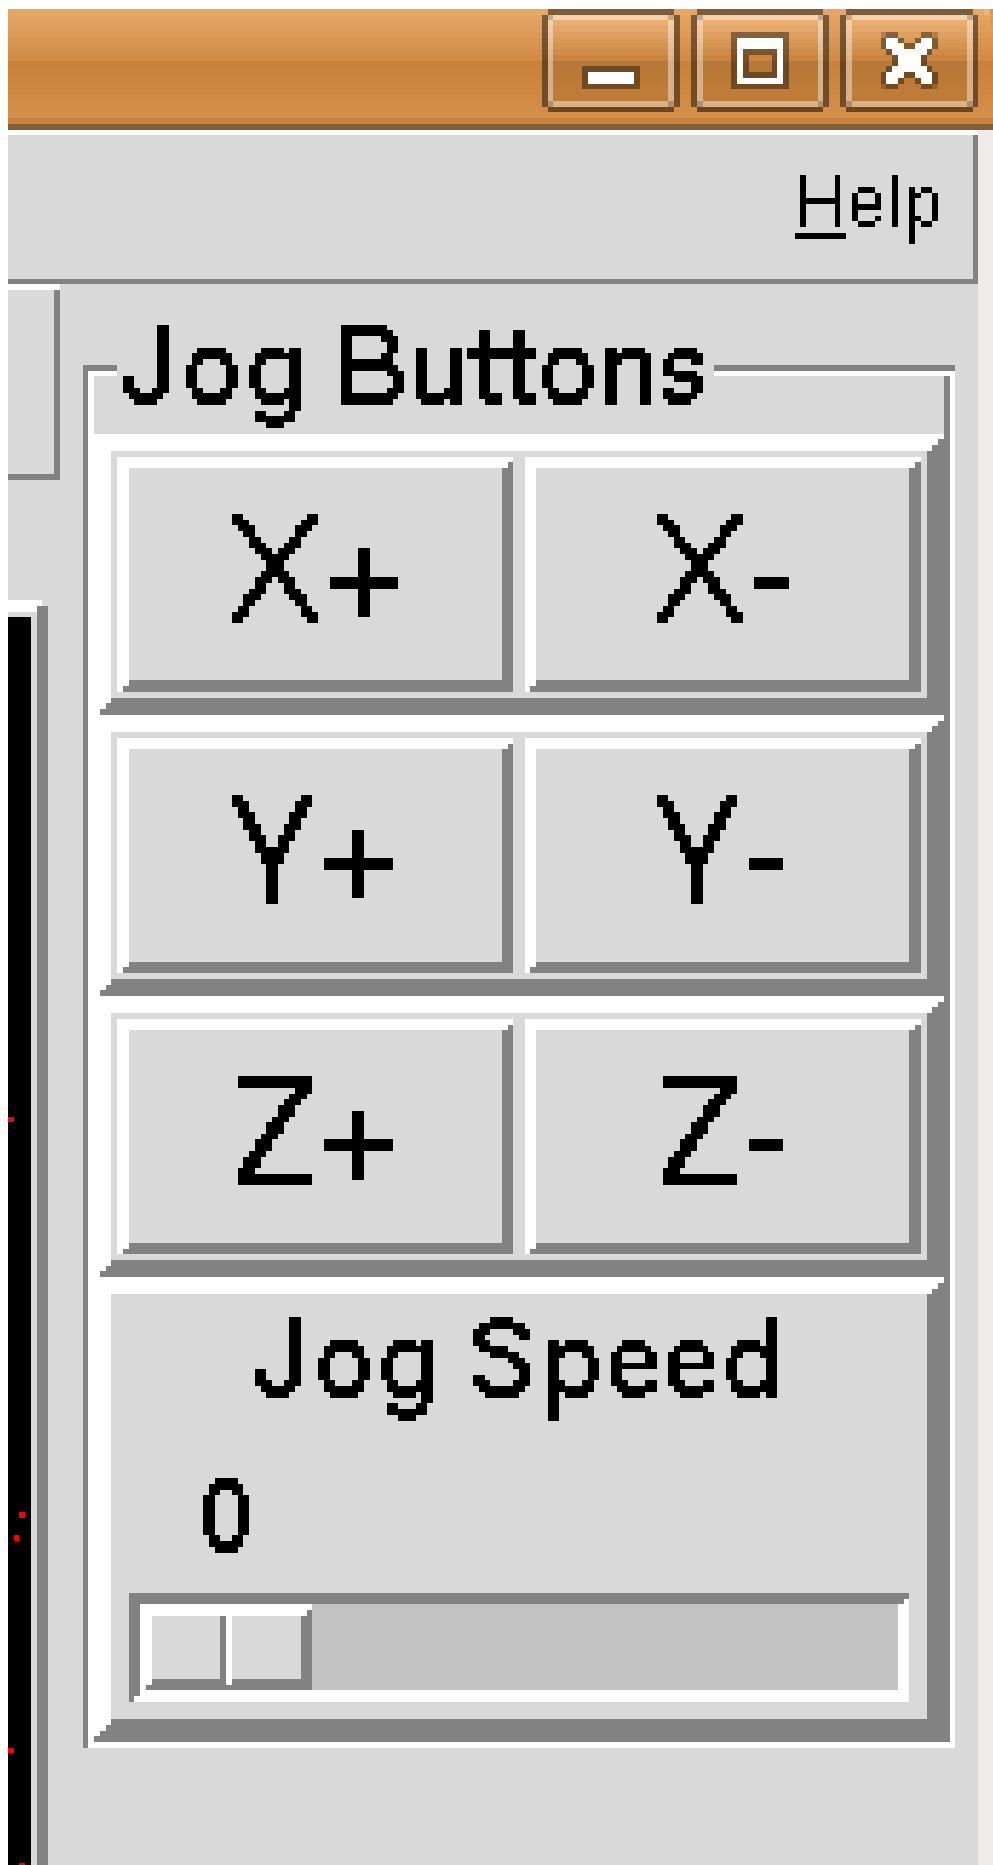 Help
Jog Buttons
X+ X-
Y+ Y-
Z+ Z-
Jog Speed
0